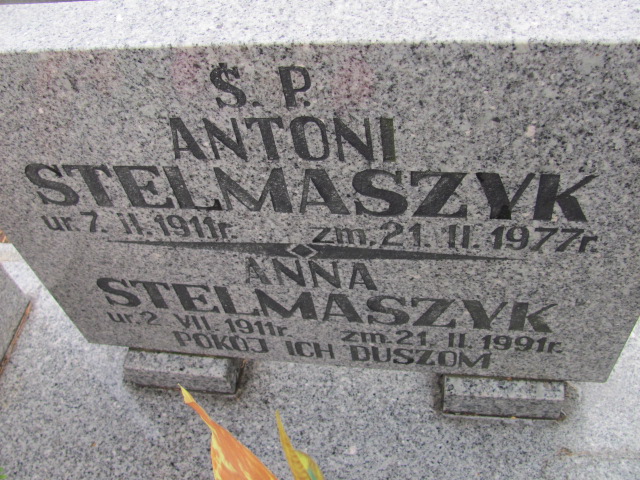 Ś. P.
ANTONI
STELMASZYK
ur. 7. II. 1911r. zm. 21. II. 1977r.
ANNA
STELMASZYK
ur. 2 VII. 1911r. zm. 21. II. 1991r.
POKÓJ ICH DUSZOM